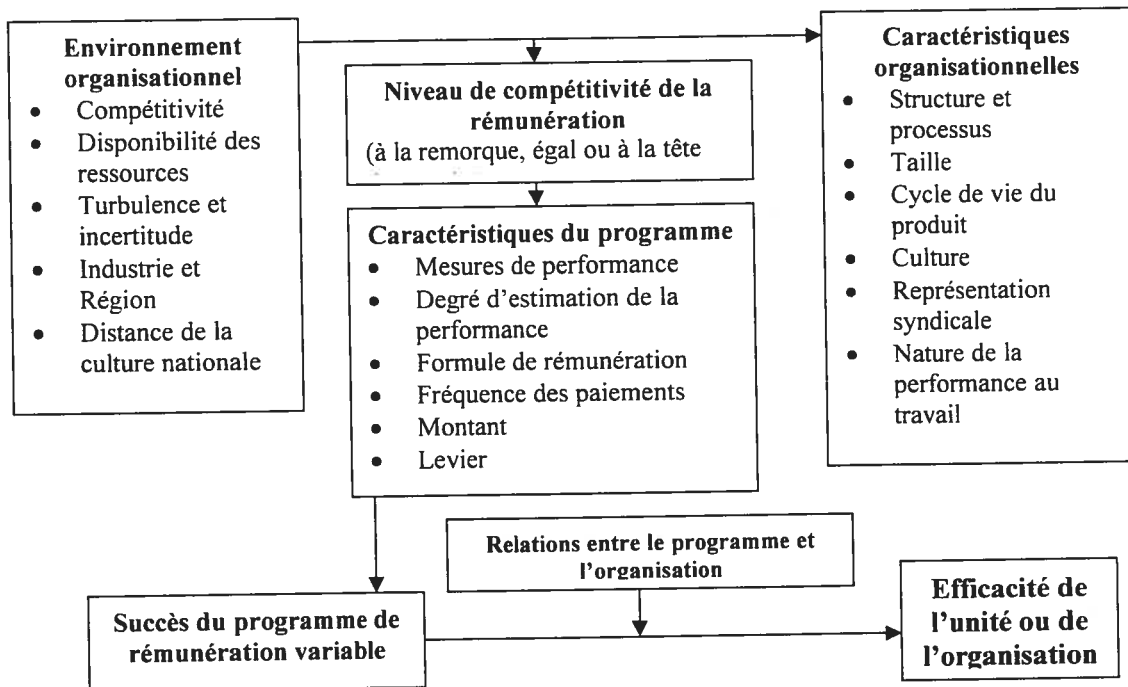 Environnement
organisationnel
• Compétitivité
• Disponibilité des
ressources
• Turbulence et
incertitude
• Industrie et
Région
• Distance de la
culture nationale
Niveau de compétitivité de la
rémunération
(à la remorque, égal ou à la tête
Caractéristiques du programme
• Mesures de performance
• Degré d'estimation de la
performance
• Formule de rémunération
• Fréquence des paiements
• Montant
• Levier
Caractéristiques
organisationnelles
• Structure et
processus
• Taille
• Cycle de vie du
produit
• Culture
• Représentation
syndicale
• Nature de la
performance au
travail
Relations entre le programme et
l'organisation
Succès du programme de
rémunération variable
Efficacité de
l'unité ou de
l'organisation